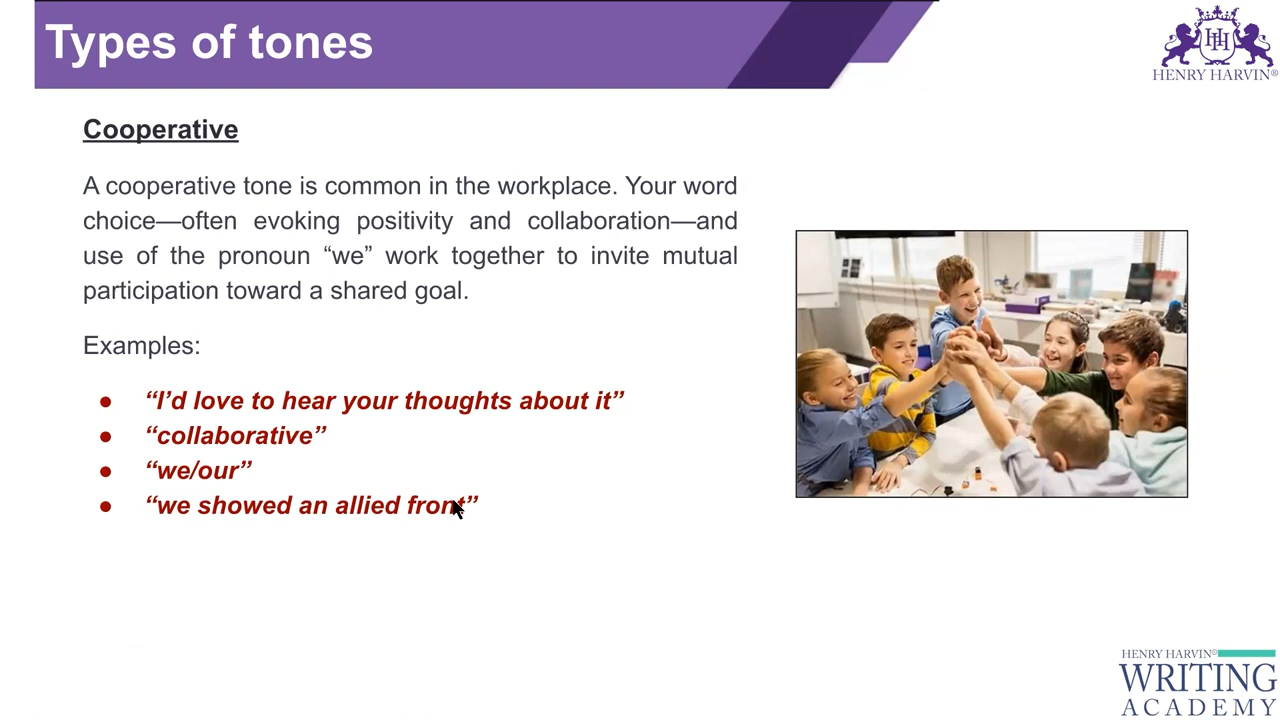 Types of tones
HENRY HARVIN®
Cooperative
A cooperative tone is common in the workplace. Your word
choice—often evoking positivity and collaboration—and
use of the pronoun “we” work together to invite mutual
participation toward a shared goal.
Examples:
● “I’d love to hear your thoughts about it”
● “collaborative”
● “we/our”
● “we showed an allied front”
HENRY HARVIN®
WRITING
ACADEMY